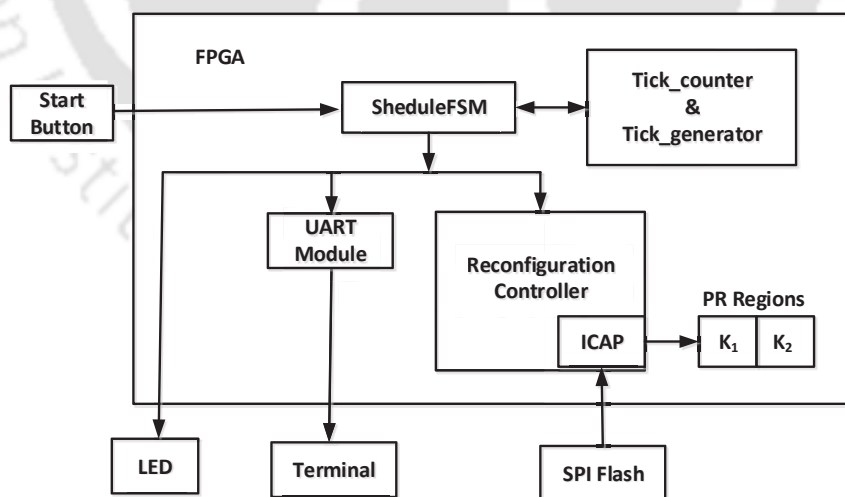 FPGA
Start
Button
SheduleFSM
Tick_counter
&
Tick_generator
UART
Module
Reconfiguration
Controller
ICAP
PR Regions
K₁
K₂
LED
Terminal
SPI Flash